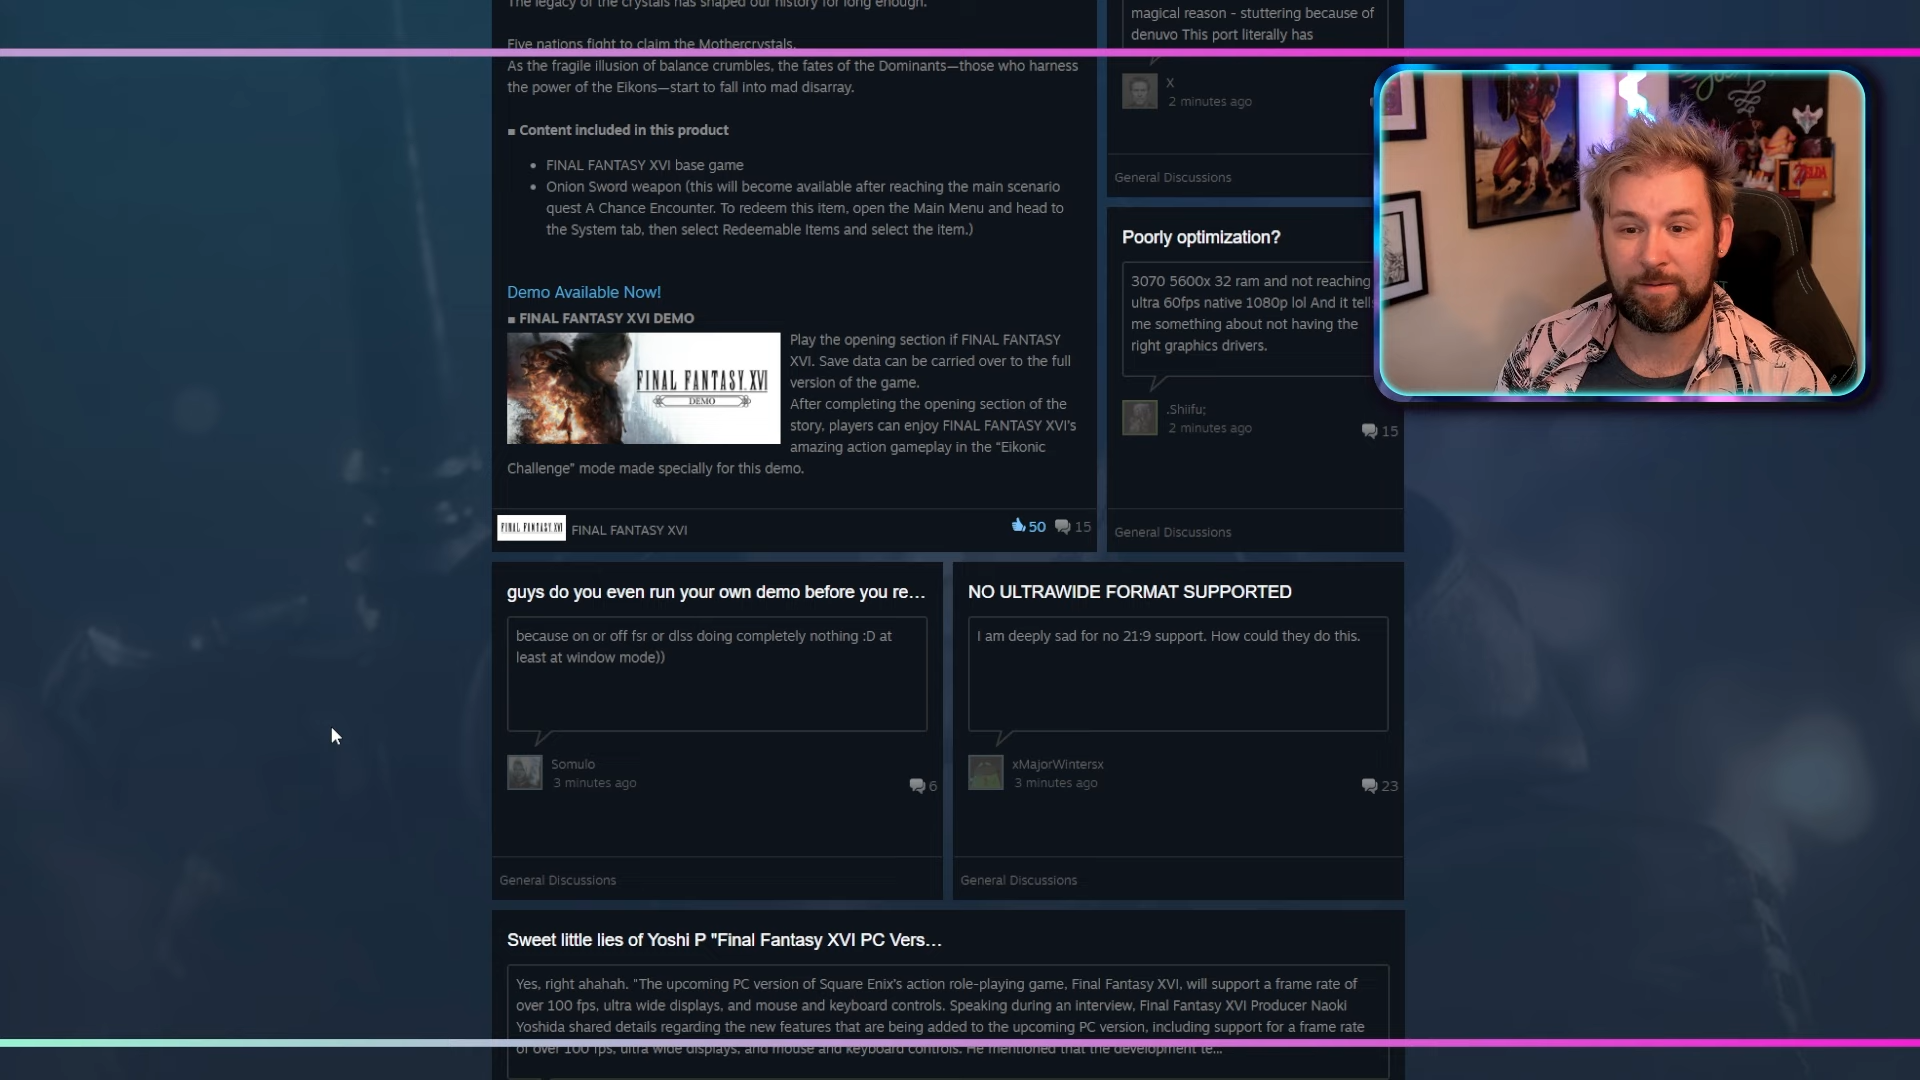 The legacy of the crystals has shaped our history for long enough.
Five nations fight to claim the Mothercrystals.
As the fragile illusion of balance crumbles, the fates of the Dominants—those who harness
the power of the Eikons—start to fall into mad disarray.
■ Content included in this product
• FINAL FANTASY XVI base game
• Onion Sword weapon (this will become available after reaching the main scenario
quest A Chance Encounter. To redeem this item, open the Main Menu and head to
the System tab, then select Redeemable Items and select the item.)
Demo Available Now!
■ FINAL FANTASY XVI DEMO
FINAL FANTASY XVI
DEMO
Play the opening section if FINAL FANTASY
XVI. Save data can be carried over to the full
version of the game.
After completing the opening section of the
story, players can enjoy FINAL FANTASY XVI's
amazing action gameplay in the “Eikonic
Challenge” mode made specially for this demo.
FINAL FANTASY XVI
FINAL FANTASY XVI
50
15
magical reason - stuttering because of
denuvo This port literally has
X
2 minutes ago
General Discussions
Poorly optimization?
3070 5600x 32 ram and not reaching
ultra 60fps native 1080p lol And it tell
me something about not having the
right graphics drivers.
.Shiifu;
2 minutes ago
15
General Discussions
ZELDA
guys do you even run your own demo before you re…
because on or off fsr or dlss doing completely nothing :D at
least at window mode))
Somulo
3 minutes ago
6
General Discussions
NO ULTRAWIDE FORMAT SUPPORTED
I am deeply sad for no 21:9 support. How could they do this.
xMajorWintersx
3 minutes ago
23
General Discussions
Sweet little lies of Yoshi P "Final Fantasy XVI PC Vers…
Yes, right ahahah. "The upcoming PC version of Square Enix's action role-playing game, Final Fantasy XVI, will support a frame rate of
over 100 fps, ultra wide displays, and mouse and keyboard controls. Speaking during an interview, Final Fantasy XVI Producer Naoki
Yoshida shared details regarding the new features that are being added to the upcoming PC version, including support for a frame rate
of over 100 fps, ultra wide displays, and mouse and keyboard controls. He mentioned that the development te...